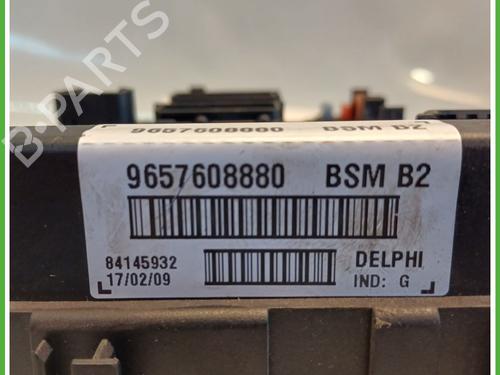 9657608880 BSM B2
9657608880 BSM B2
84145932
17/02/09
DELPHI
IND: G
B-PARTS